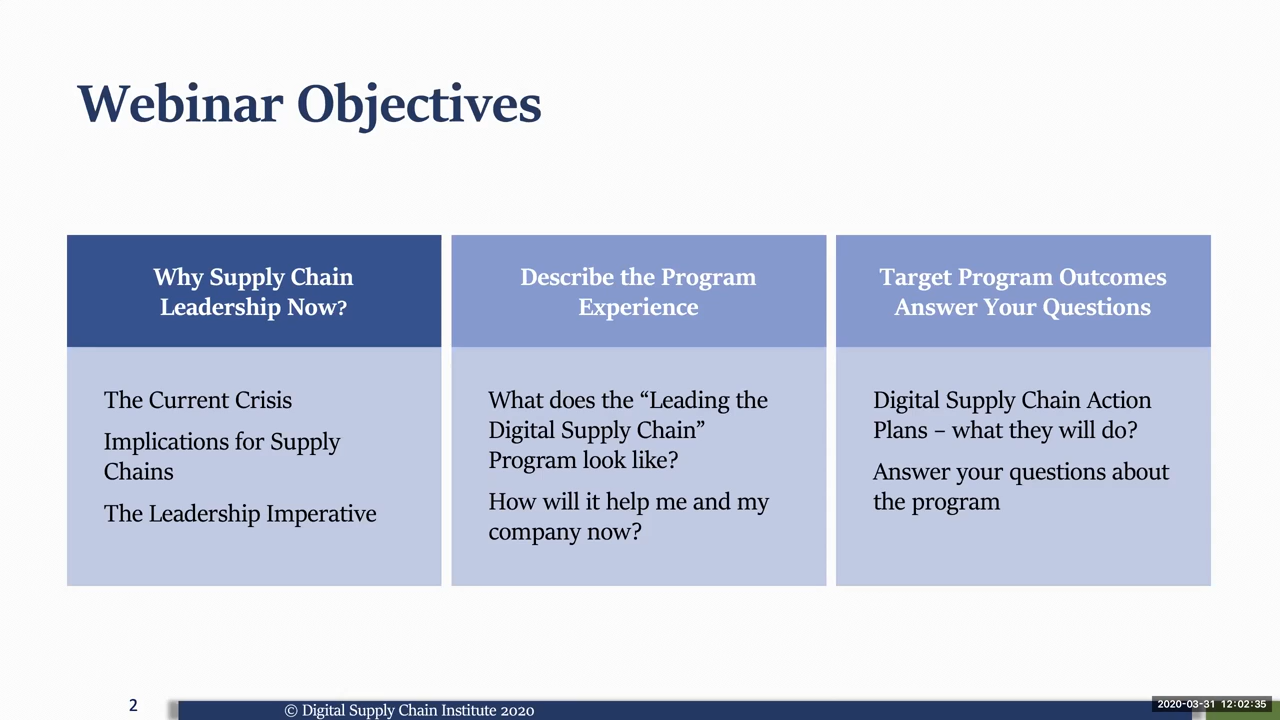 Webinar Objectives
Why Supply Chain
Leadership Now?
The Current Crisis
Implications for Supply
Chains
The Leadership Imperative
Describe the Program
Experience
What does the “Leading the
Digital Supply Chain”
Program look like?
How will it help me and my
company now?
Target Program Outcomes
Answer Your Questions
Digital Supply Chain Action
Plans – what they will do?
Answer your questions about
the program
2
© Digital Supply Chain Institute 2020
2020-03-31 12:02:35